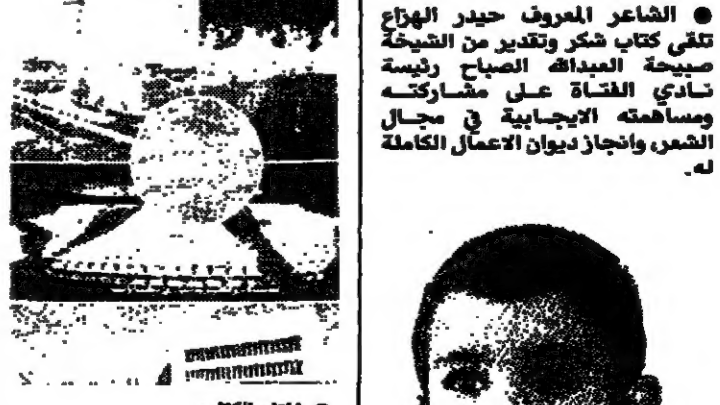 ● الشاعر المعروف حيدر الهزاع
تلقى كتاب شكر وتقدير من الشيخة
صبيحة العبدالله الصباح رئيسة
نادي الفتاة على مشاركته
ومساهمته الايجابية في مجال
الشعر، وانجاز ديوان الاعمال الكاملة
له.